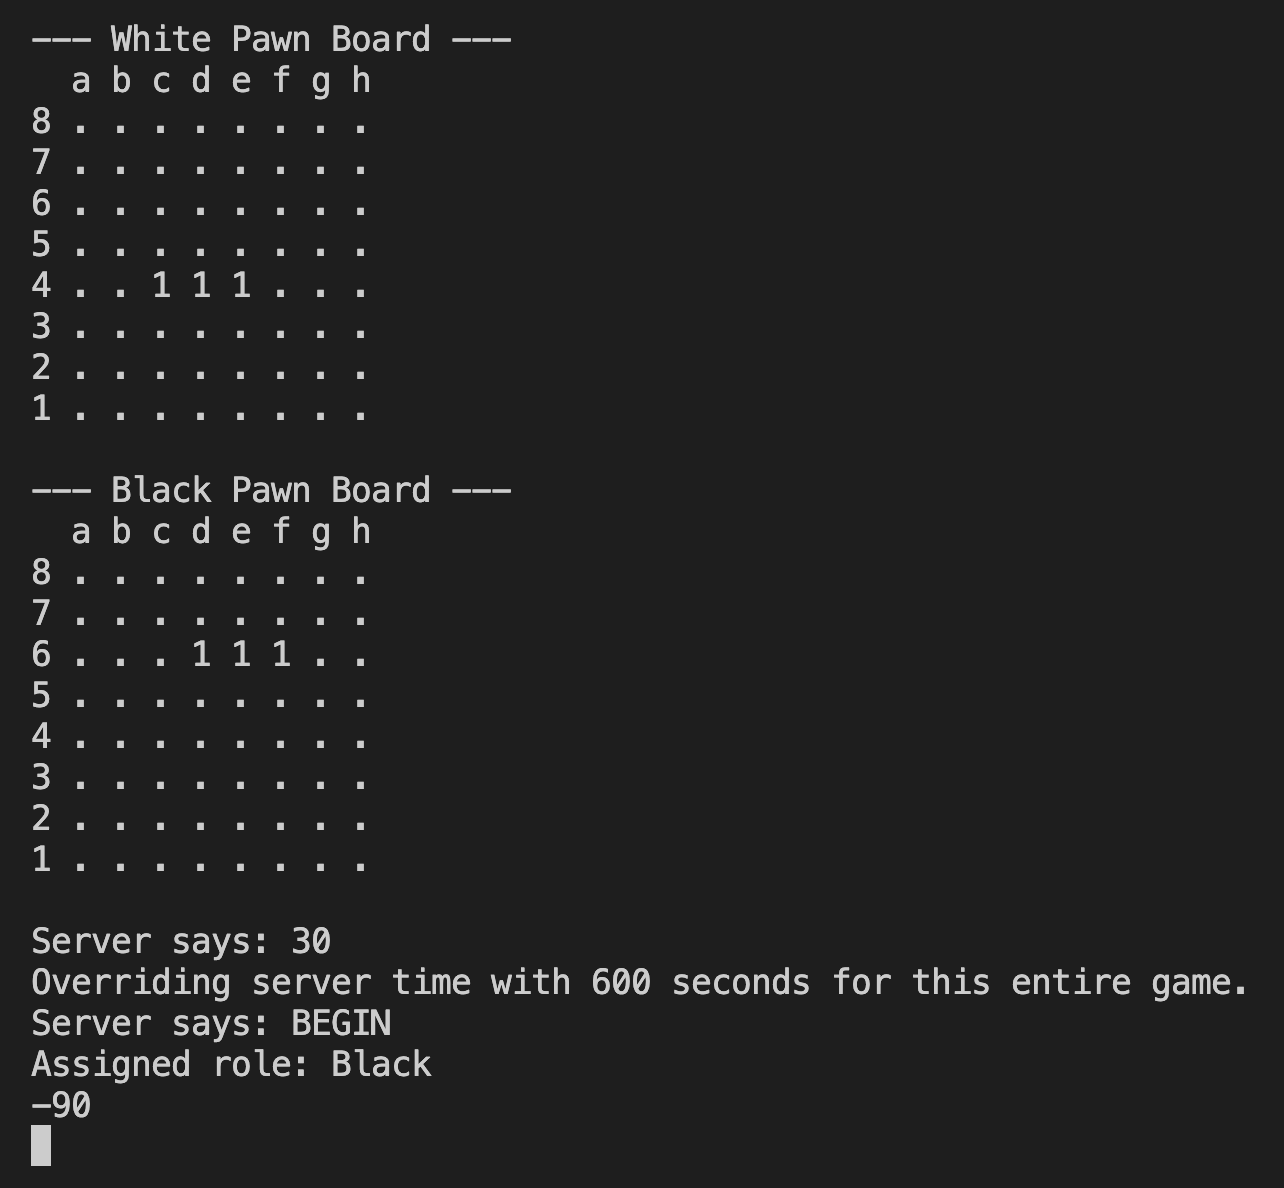 --- White Pawn Board ---
  a b c d e f g h
8 . . . . . . . .
7 . . . . . . . .
6 . . . . . . . .
5 . . . . . . . .
4 . . 1 1 1 . . .
3 . . . . . . . .
2 . . . . . . . .
1 . . . . . . . .

--- Black Pawn Board ---
  a b c d e f g h
8 . . . . . . . .
7 . . . . . . . .
6 . . . 1 1 1 . .
5 . . . . . . . .
4 . . . . . . . .
3 . . . . . . . .
2 . . . . . . . .
1 . . . . . . . .

Server says: 30
Overriding server time with 600 seconds for this entire game.
Server says: BEGIN
Assigned role: Black
-90